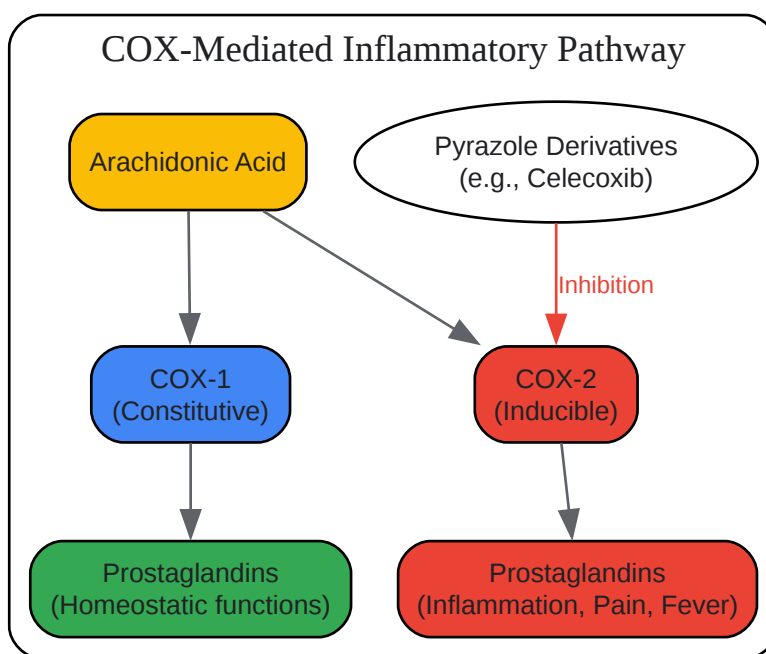 COX-Mediated Inflammatory Pathway
Arachidonic Acid
Pyrazole Derivatives
(e.g., Celecoxib)
Inhibition
COX-1
(Constitutive)
COX-2
(Inducible)
Prostaglandins
(Homeostatic functions)
Prostaglandins
(Inflammation, Pain, Fever)